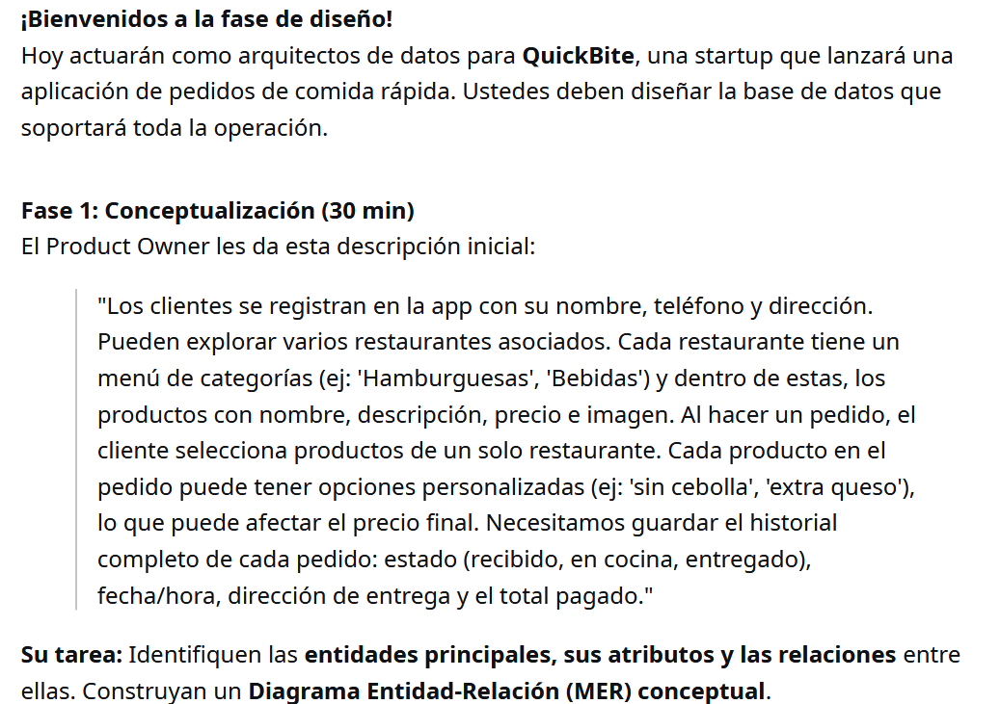 ¡Bienvenidos a la fase de diseño!
Hoy actuarán como arquitectos de datos para QuickBite, una startup que lanzará una
aplicación de pedidos de comida rápida. Ustedes deben diseñar la base de datos que
soportará toda la operación.
Fase 1: Conceptualización (30 min)
El Product Owner les da esta descripción inicial:
"Los clientes se registran en la app con su nombre, teléfono y dirección.
Pueden explorar varios restaurantes asociados. Cada restaurante tiene un
menú de categorías (ej: 'Hamburguesas', 'Bebidas') y dentro de estas, los
productos con nombre, descripción, precio e imagen. Al hacer un pedido, el
cliente selecciona productos de un solo restaurante. Cada producto en el
pedido puede tener opciones personalizadas (ej: 'sin cebolla', 'extra queso'),
lo que puede afectar el precio final. Necesitamos guardar el historial
completo de cada pedido: estado (recibido, en cocina, entregado),
fecha/hora, dirección de entrega y el total pagado."
Su tarea: Identifiquen las entidades principales, sus atributos y las relaciones entre
ellas. Construyan un Diagrama Entidad-Relación (MER) conceptual.